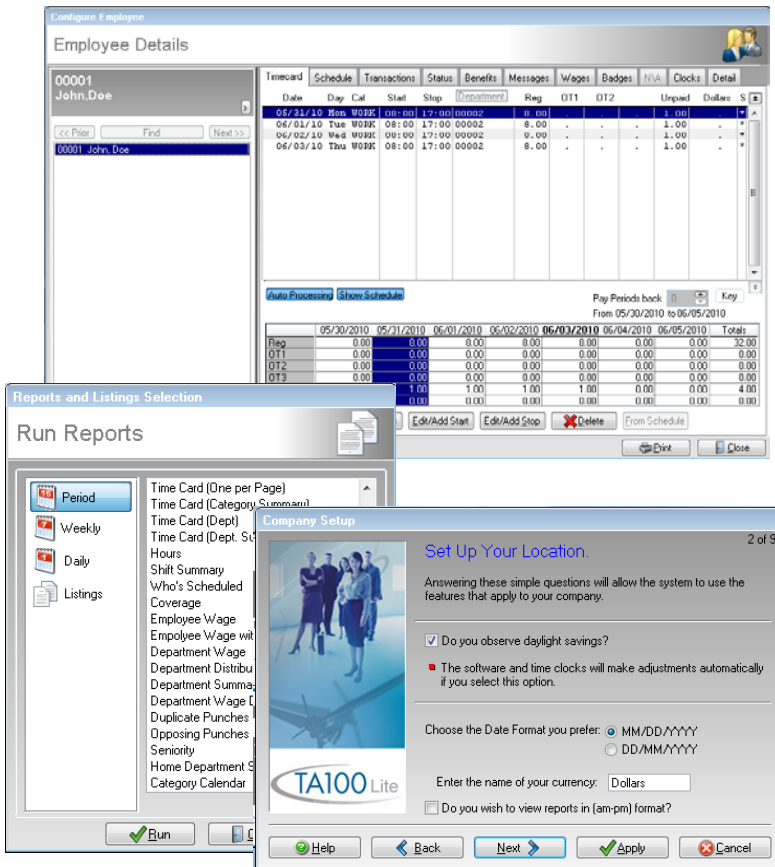 Configure Employee
Employee Details
00001
John,Doe
<< Prior Find Next >>
00001 John, Doe
Timecard Schedule Transactions Status Benefits Messages Wages Badges N\A Clocks Detail
Date Day Cat Start Stop Department Reg OT1 OT2 Unpaid Dollars S
05/31/10 Mon WORK 08:00 17:00 00002 8.00 . . 1.00 . *
06/01/10 Tue WORK 08:00 17:00 00002 8.00 . . 1.00 . *
06/02/10 Wed WORK 17:00 00002 . . 1.00 . *
06/03/10 Thu WORK 08:00 17:00 00002 8.00 . . 1.00 . *
Auto Processing Show Schedule
Pay Periods back 0 Key
From 05/30/2010 to 06/05/2010
05/30/2010 05/31/2010 06/01/2010 06/02/2010 06/03/2010 06/04/2010 06/05/2010 Totals
Reg 0.00 8.00 8.00 8.00 8.00 0.00 0.00 32.00
OT1 0.00 0.00 0.00 0.00 0.00 0.00 0.00 0.00
OT2 0.00 0.00 0.00 0.00 0.00 0.00 0.00 0.00
OT3 0.00 0.00 0.00 0.00 0.00 0.00 0.00 0.00
1.00 1.00 1.00 1.00 0.00 0.00 4.00
0.00 0.00 0.00 0.00 0.00 0.00 0.00
Edit/Add Start Edit/Add Stop Delete From Schedule
Print Close
Reports and Listings Selection
Run Reports
Period
Weekly
Daily
Listings
Time Card (One per Page)
Time Card (Category Summary)
Time Card (Dept)
Time Card (Dept. Su
Hours
Shift Summary
Who's Scheduled
Coverage
Employee Wage
Empolyee Wage wit
Department Wage
Department Distribu
Department Summa
Department Wage D
Duplicate Punches
Opposing Punches
Seniority
Home Department S
Category Calendar
Run
Company Setup
2 of 9
Set Up Your Location.
Answering these simple questions will allow the system to use the
features that apply to your company.
Do you observe daylight savings?
The software and time clocks will make adjustments automatically
if you select this option.
Choose the Date Format you prefer: MM/DD/YYYY
DD/MM/YYYY
Enter the name of your currency: Dollars
Do you wish to view reports in (am-pm) format?
TA100 Lite
Help Back Next Apply Cancel